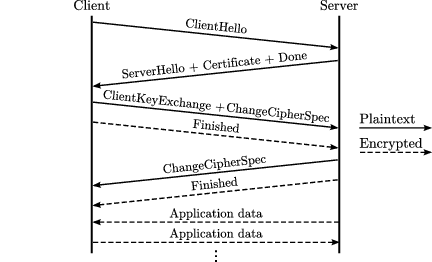 Client
Server
ClientHello
ServerHello + Certificate + Done
ClientKeyExchange +ChangeCipherSpec
Plaintext
Finished
Encrypted
ChangeCipherSpec
Finished
Application data
Application data
⋮